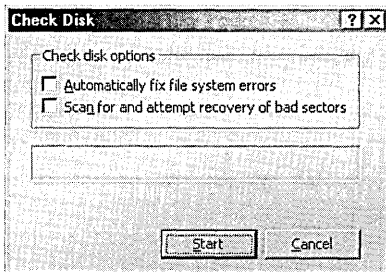 Check Disk
Check disk options
Automatically fix file system errors
Scan for and attempt recovery of bad sectors
Start Cancel